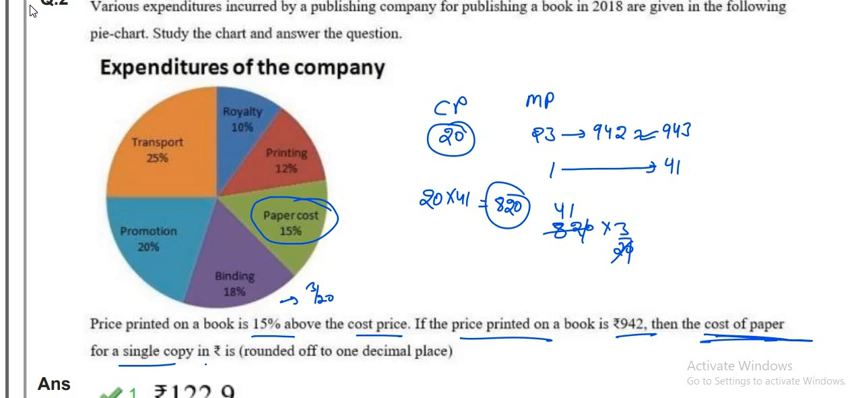 Q.2
Various expenditures incurred by a publishing company for publishing a book in 2018 are given in the following
pie-chart. Study the chart and answer the question.
Expenditures of the company
Royalty
10%
Printing
12%
Paper cost
15%
Binding
18%
Promotion
20%
Transport
25%
CP MP
20 23 → 942 ≈ 943
1 → 41
20 × 41 = 820
41
820 × 3/20
→ 3/20
Price printed on a book is 15% above the cost price. If the price printed on a book is ₹942, then the cost of paper
for a single copy in ₹ is (rounded off to one decimal place)
Ans 1. ₹122.9
Activate Windows
Go to Settings to activate Windows.